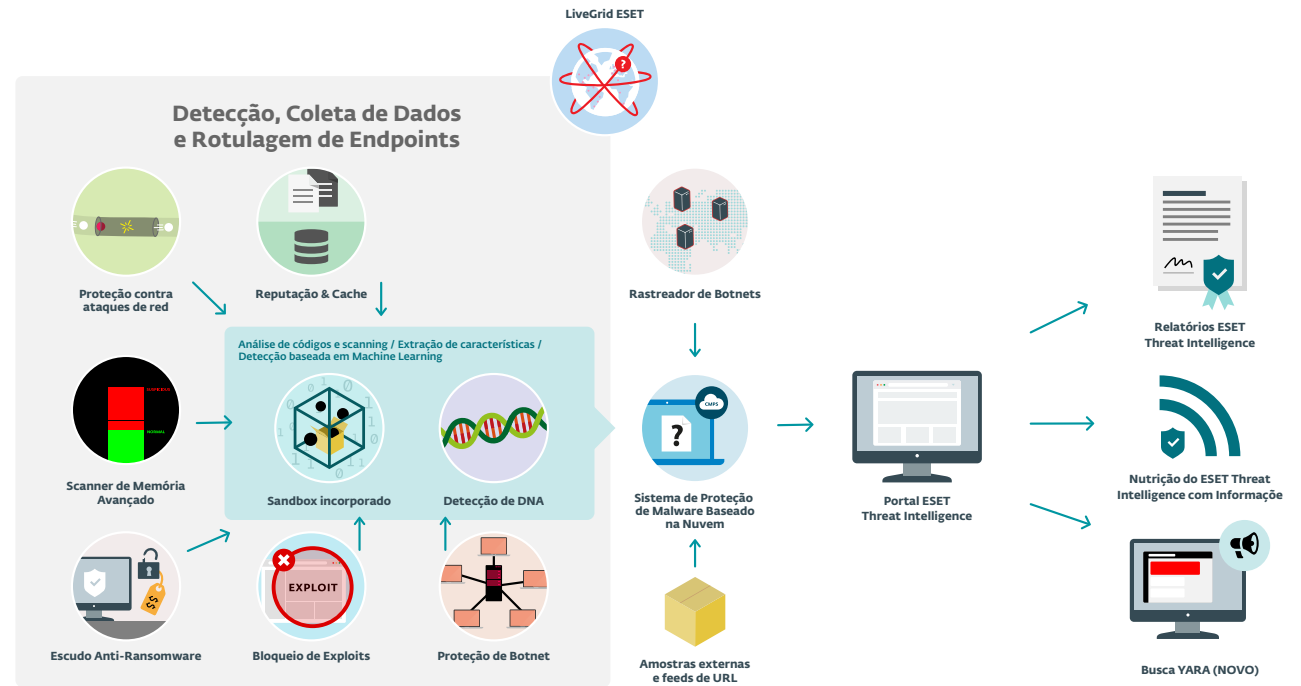 LiveGrid ESET
Detecção, Coleta de Dados
e Rotulagem de Endpoints
Proteção contra
ataques de red
Reputação & Cache
Rastreador de Botnets
Relatórios ESET
Threat Intelligence
Análise de códigos e scanning / Extração de características /
Detecção baseada em Machine Learning
NORMAL
Scanner de Memória
Avançado
Sandbox incorporado
Detecção de DNA
CMPS
?
Sistema de Proteção
de Malware Baseado
na Nuvem
Portal ESET
Threat Intelligence
Nutrição do ESET Threat
Intelligence com Informaçõe
$$
Escudo Anti-Ransomware
EXPLOIT
Bloqueio de Exploits
Proteção de Botnet
Amostras externas
e feeds de URL
Busca YARA (NOVO)